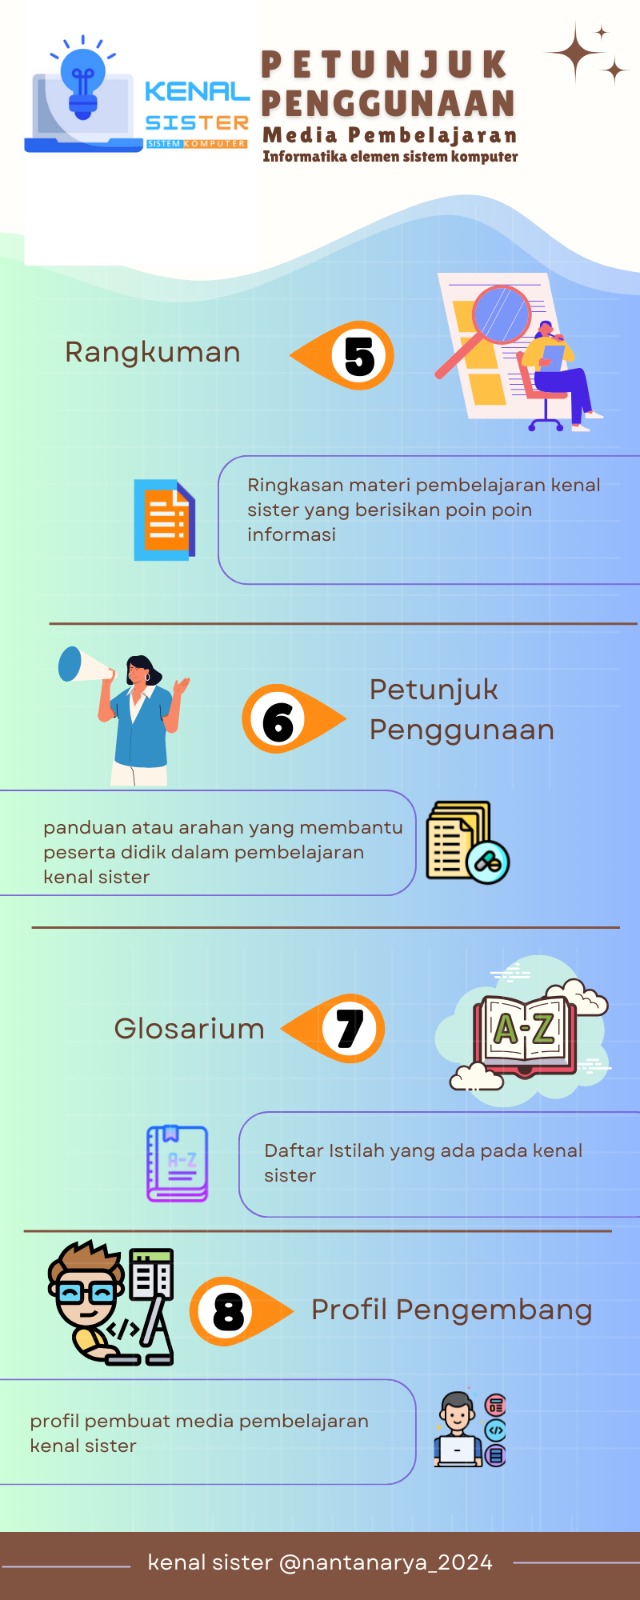 KENAL
SISTER
SISTEM KOMPUTER
PETUNJUK
PENGGUNAAN
Media Pembelajaran
Informatika elemen sistem komputer
Rangkuman
5
Ringkasan materi pembelajaran kenal
sister yang berisikan poin poin
informasi
6
Petunjuk
Penggunaan
panduan atau arahan yang membantu
peserta didik dalam pembelajaran
kenal sister
Glosarium
7
A-Z
A-Z
Daftar Istilah yang ada pada kenal
sister
</>
8
Profil Pengembang
profil pembuat media pembelajaran
kenal sister
</>
kenal sister @nantanarya_2024